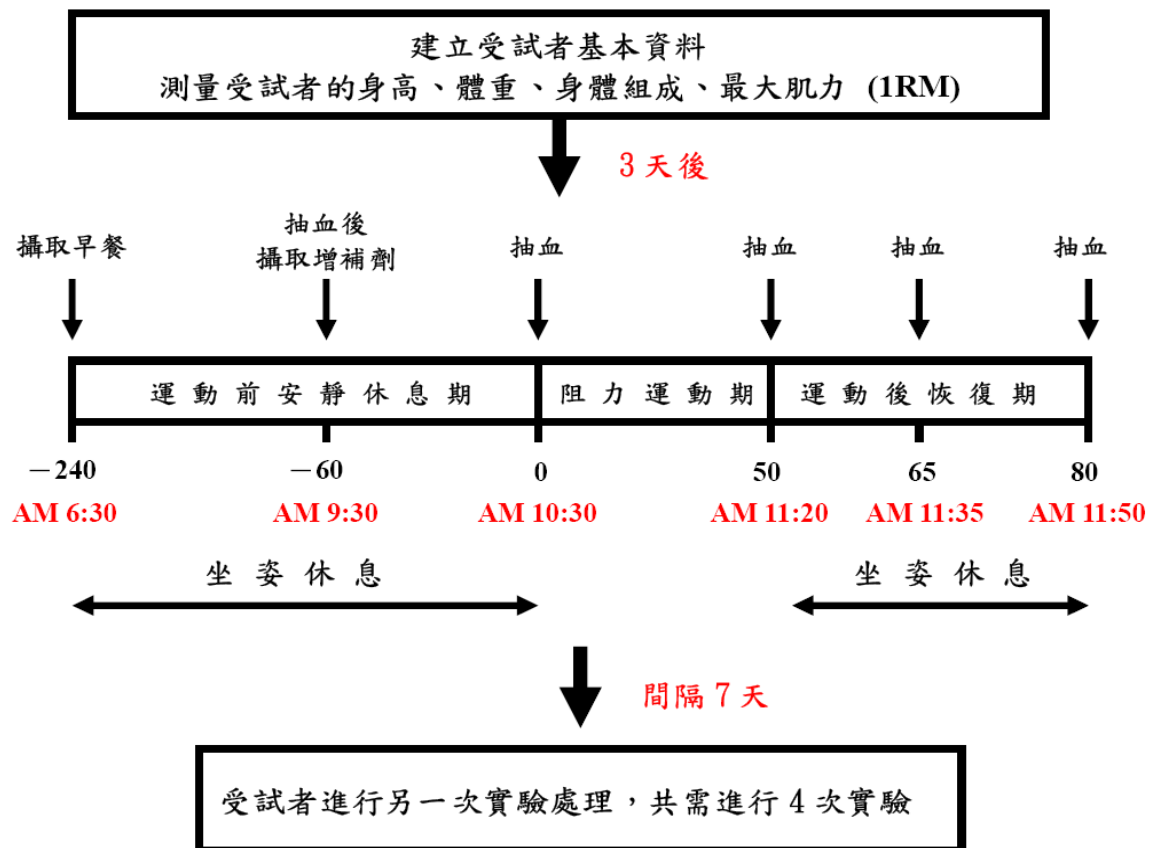 建立受試者基本資料
測量受試者的身高、體重、身體組成、最大肌力 (1RM)
3天後
攝取早餐
抽血後
攝取增補劑
抽血
抽血
抽血
抽血
運動前安靜休息期
阻力運動期
運動後恢復期
－240
－60
0
50
65
80
AM 6:30
AM 9:30
AM 10:30
AM 11:20
AM 11:35
AM 11:50
坐姿休息
坐姿休息
間隔7天
受試者進行另一次實驗處理，共需進行4次實驗